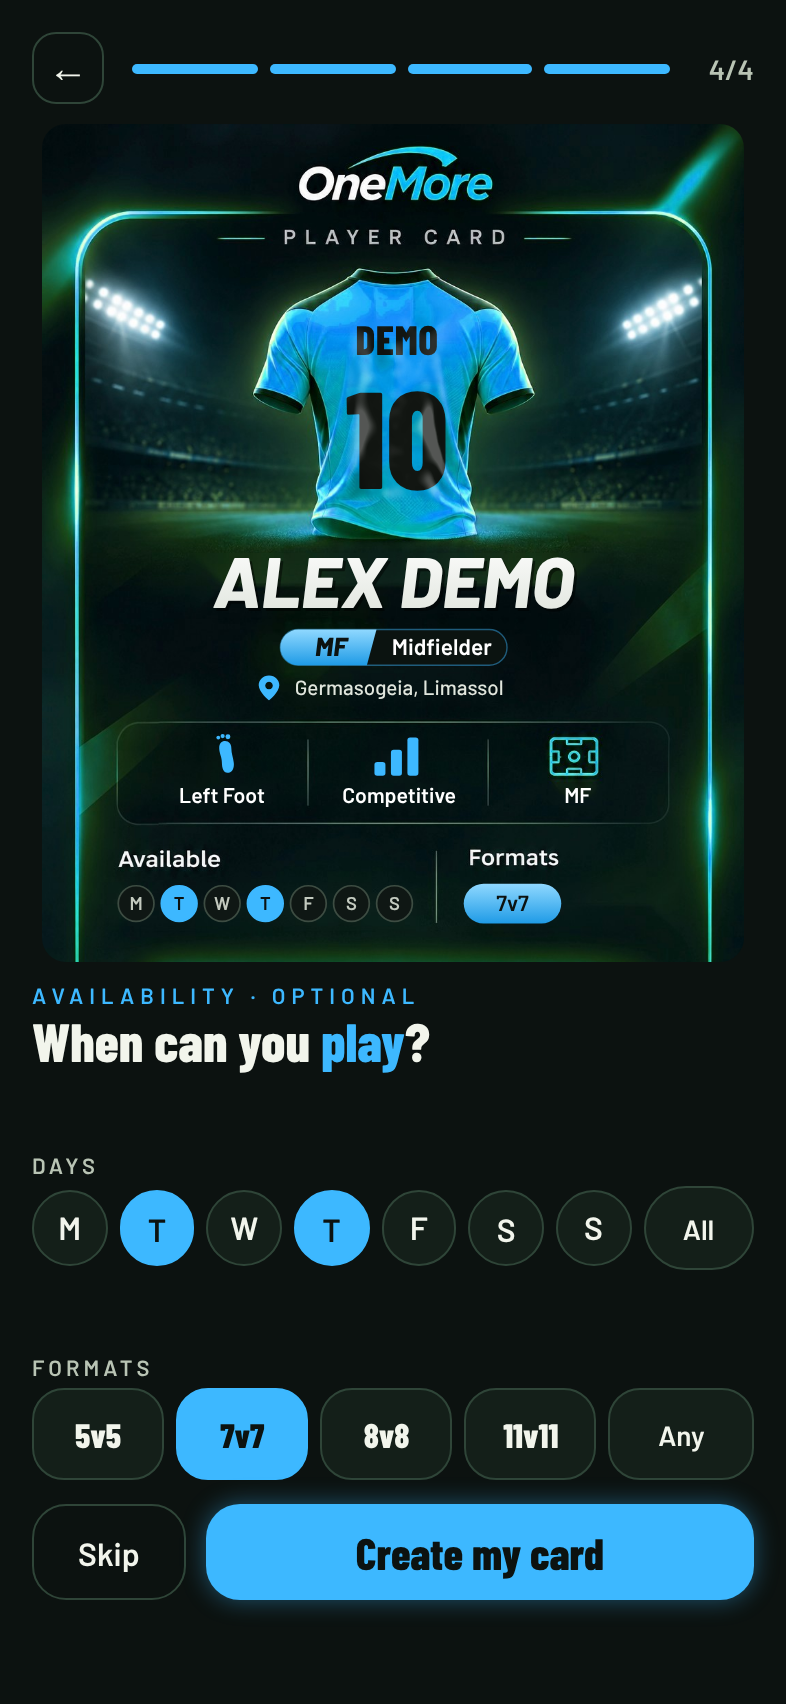 ← 4/4
OneMore
PLAYER CARD
DEMO
10
ALEX DEMO
MF Midfielder
Germasogeia, Limassol
Left Foot Competitive MF
Available Formats
M T W T F S S 7v7
AVAILABILITY · OPTIONAL
When can you play?
DAYS
M T W T F S S All
FORMATS
5v5 7v7 8v8 11v11 Any
Skip Create my card